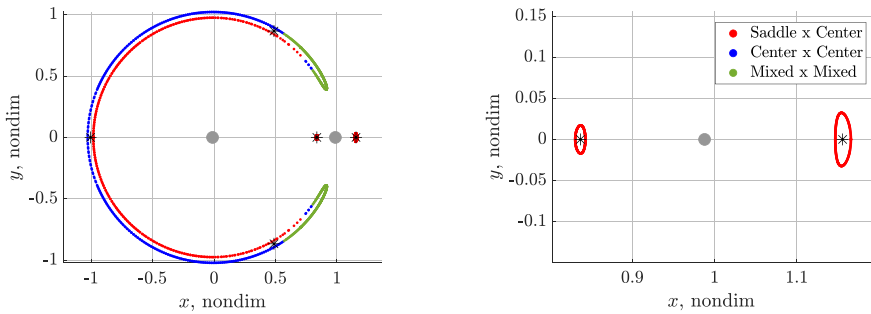 1
0.5
0
-0.5
-1
y, nondim
-1
-0.5
0
0.5
1
x, nondim
0.15
0.1
0.05
0
-0.05
-0.1
y, nondim
0.9
1
1.1
x, nondim
Saddle x Center
Center x Center
Mixed x Mixed